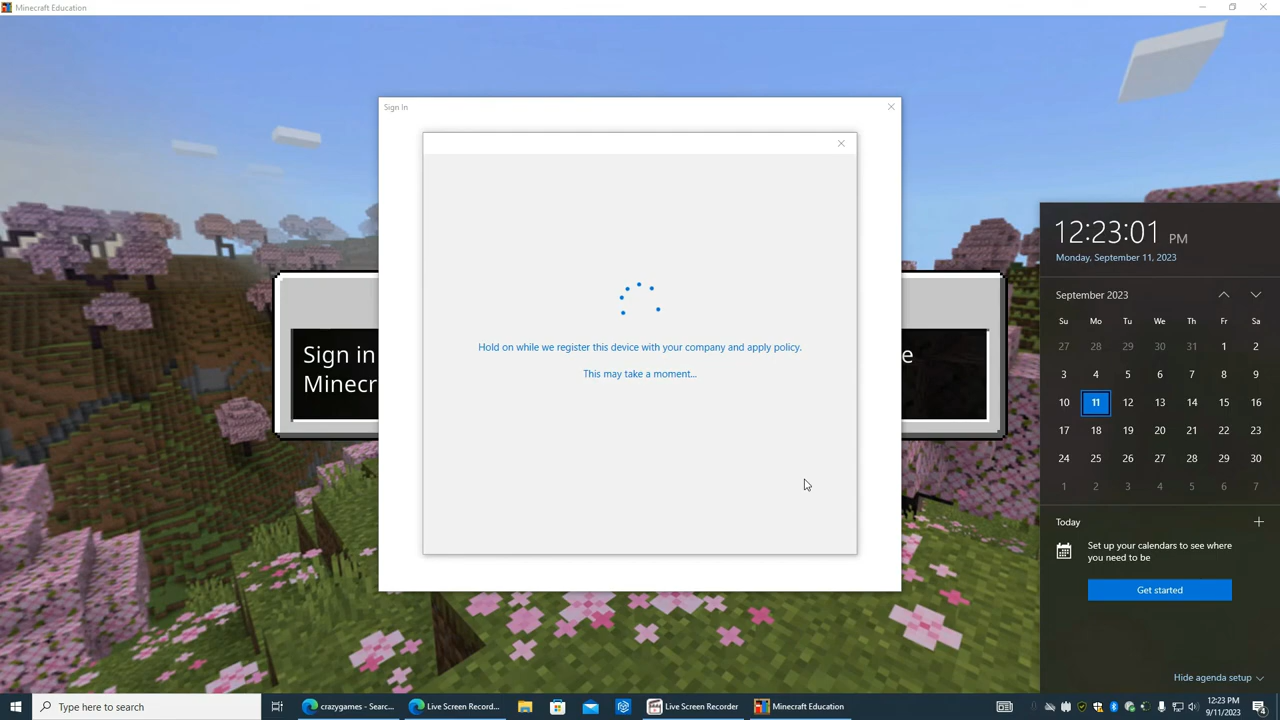 Minecraft Education
Sign In
Hold on while we register this device with your company and apply policy.
This may take a moment...
Sign in
e
Minecr
12:23:01 PM
Monday, September 11, 2023
September 2023
Su Mo Tu We Th Fr Sa
27 28 29 30 31 1 2
3 4 5 6 7 8 9
10 11 12 13 14 15 16
17 18 19 20 21 22 23
24 25 26 27 28 29 30
1 2 3 4 5 6 7
Today
Set up your calendars to see where
you need to be
Get started
Hide agenda setup
Type here to search
crazygames - Searc...
Live Screen Record...
Live Screen Recorder
Minecraft Education
12:23 PM
9/11/2023
4